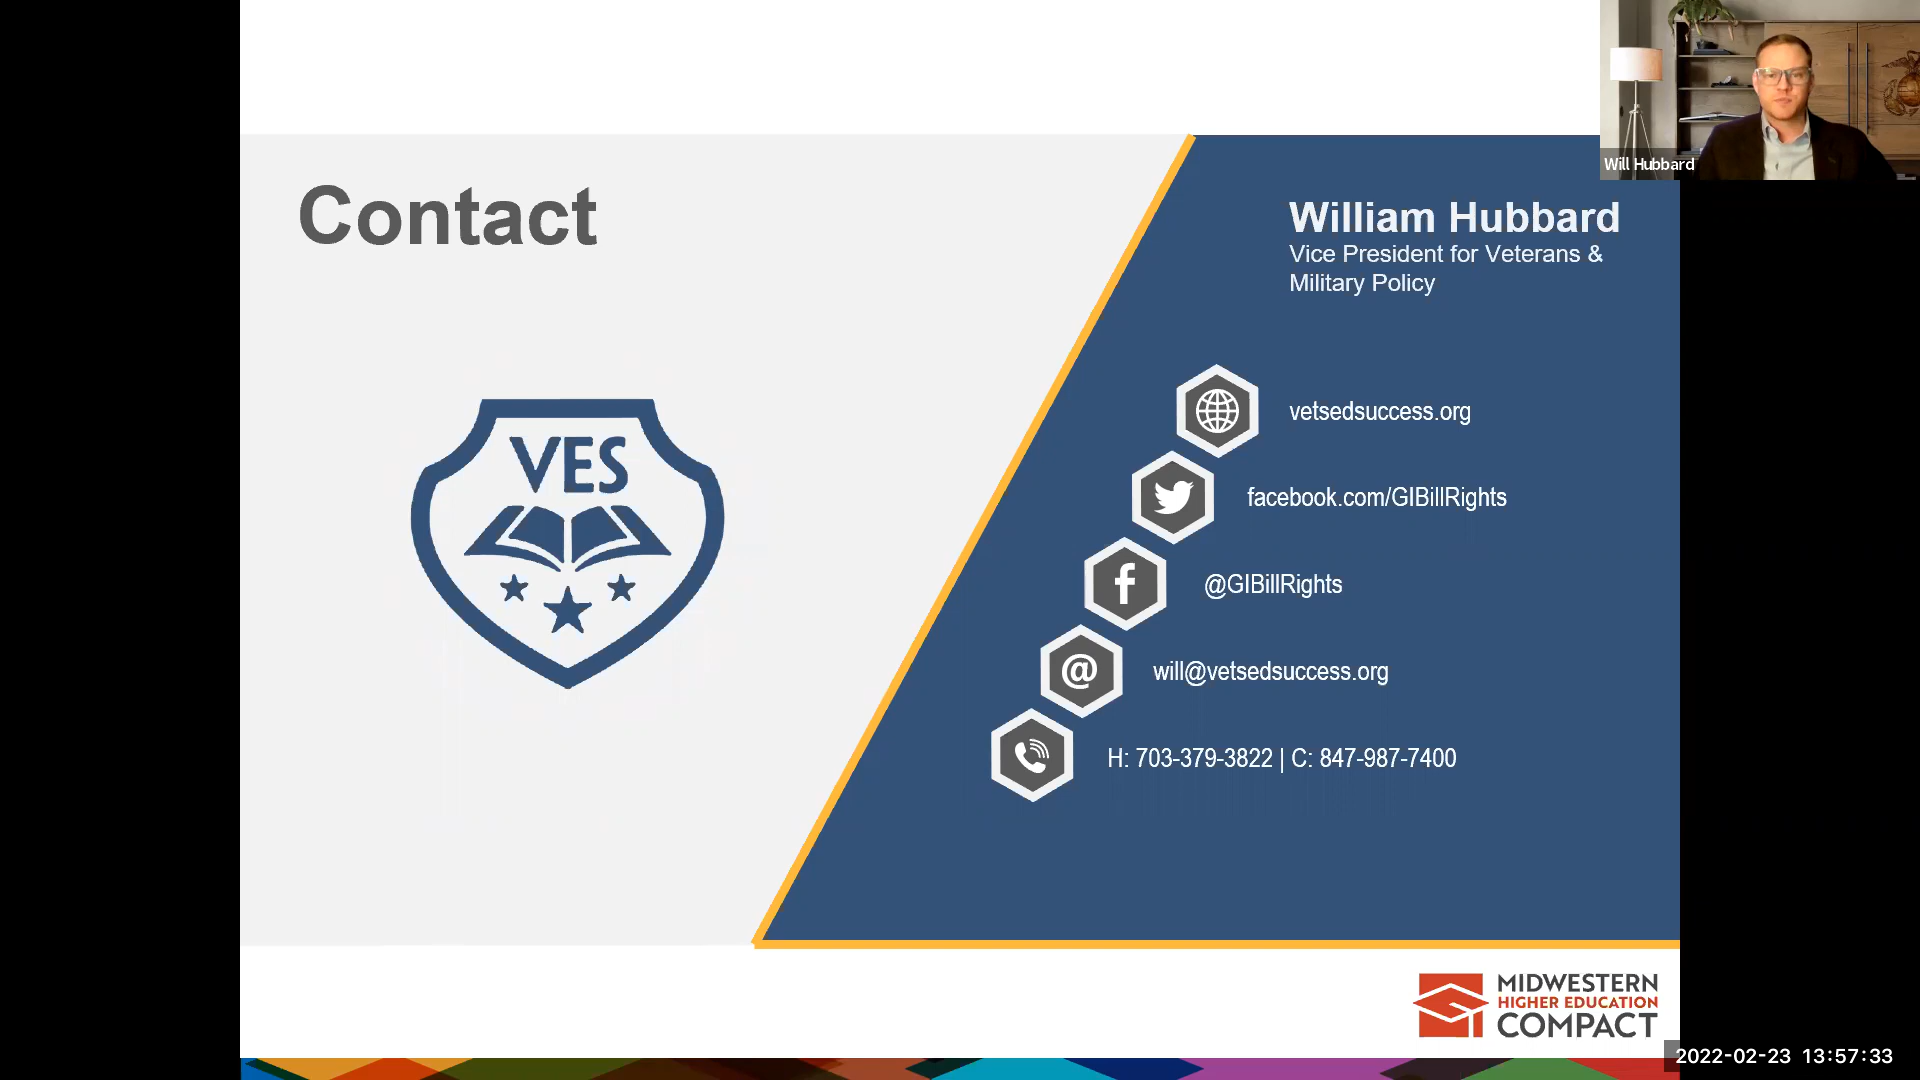 Will Hubbard
Contact
William Hubbard
Vice President for Veterans &
Military Policy
VES
vetsedsuccess.org
facebook.com/GIBillRights
f
@GIBillRights
@
will@vetsedsuccess.org
H: 703-379-3822 | C: 847-987-7400
MIDWESTERN
HIGHER EDUCATION
COMPACT
2022-02-23 13:57:33